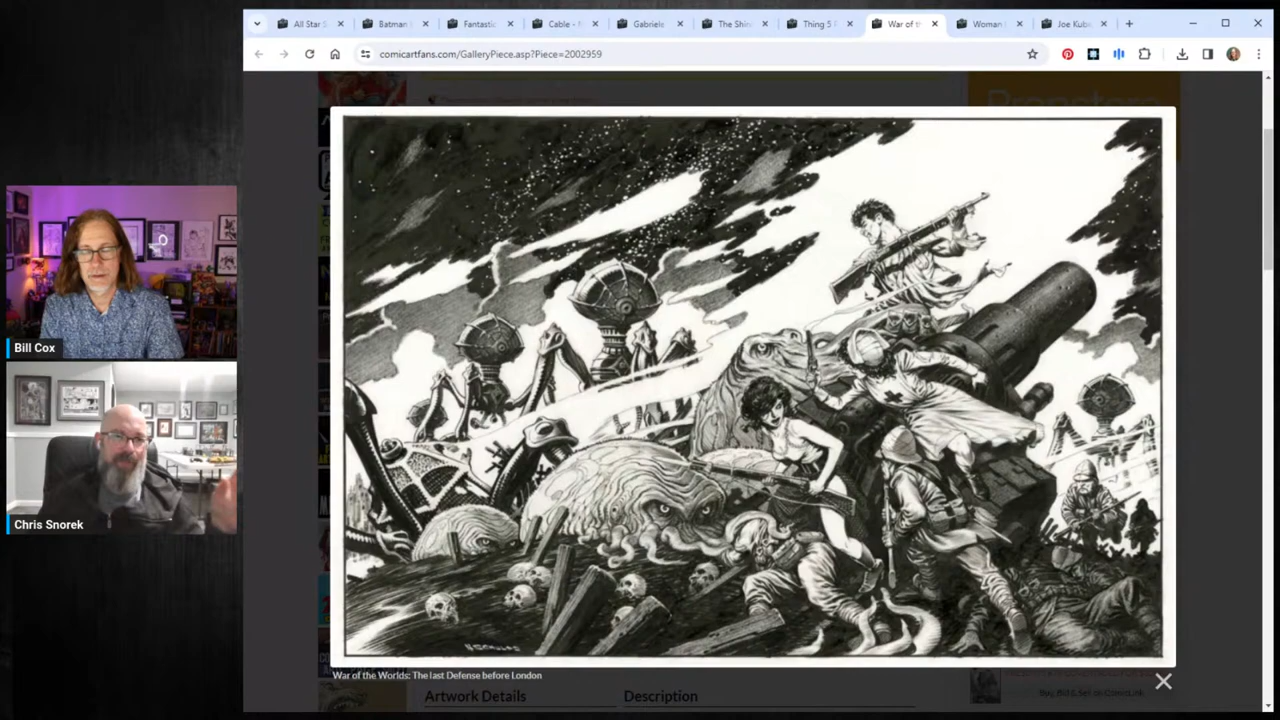 All Star S
Batman
Fantastic
Cable -
Gabriele
The Shin
Thing 5
War of th
Woman
Joe Kube
comicartfans.com/GalleryPiece.asp?Piece=2002959
Bill Cox
Chris Snorek
War of the Worlds: The last Defense before London
Artwork Details
Description